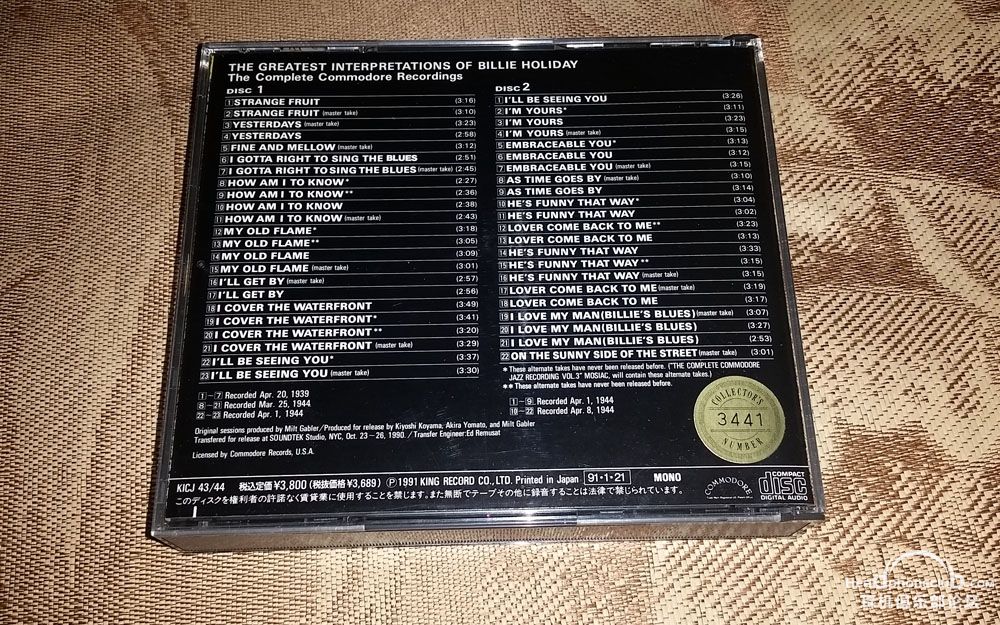 THE GREATEST INTERPRETATIONS OF BILLIE HOLIDAY
The Complete Commodore Recordings
DISC 1
1 STRANGE FRUIT (3:16)
2 STRANGE FRUIT (master take) (3:10)
3 YESTERDAYS (master take) (3:23)
4 YESTERDAYS (2:58)
5 FINE AND MELLOW (master take) (3:12)
6 I GOTTA RIGHT TO SING THE BLUES (2:51)
7 I GOTTA RIGHT TO SING THE BLUES (master take) (2:45)
8 HOW AM I TO KNOW* (2:27)
9 HOW AM I TO KNOW** (2:36)
10 HOW AM I TO KNOW (2:38)
11 HOW AM I TO KNOW (master take) (2:43)
12 MY OLD FLAME* (3:18)
13 MY OLD FLAME** (3:05)
14 MY OLD FLAME (3:09)
15 MY OLD FLAME (master take) (3:01)
16 I'LL GET BY (master take) (2:57)
17 I'LL GET BY (2:56)
18 I COVER THE WATERFRONT (3:49)
19 I COVER THE WATERFRONT* (3:41)
20 I COVER THE WATERFRONT** (3:20)
21 I COVER THE WATERFRONT (master take) (3:29)
22 I'LL BE SEEING YOU* (3:37)
23 I'LL BE SEEING YOU (3:30)
1–7 Recorded Apr. 20, 1939
8–21 Recorded Mar. 25, 1944
22–23 Recorded Apr. 1, 1944
DISC 2
1 I'LL BE SEEING YOU (3:26)
2 I'M YOURS* (3:11)
3 I'M YOURS (3:23)
4 I'M YOURS (master take) (3:15)
5 EMBRACEABLE YOU* (3:13)
6 EMBRACEABLE YOU (3:12)
7 EMBRACEABLE YOU (master take) (3:15)
8 AS TIME GOES BY (master take) (3:10)
9 AS TIME GOES BY (3:14)
10 HE'S FUNNY THAT WAY* (3:04)
11 HE'S FUNNY THAT WAY (3:02)
12 LOVER COME BACK TO ME** (3:23)
13 LOVER COME BACK TO ME (3:13)
14 HE'S FUNNY THAT WAY (3:33)
15 HE'S FUNNY THAT WAY** (3:15)
16 HE'S FUNNY THAT WAY (master take) (3:15)
17 LOVER COME BACK TO ME (master take) (3:19)
18 LOVER COME BACK TO ME (3:17)
19 I LOVE MY MAN(BILLIE'S BLUES) (master take) (3:07)
20 I LOVE MY MAN(BILLIE'S BLUES) (3:27)
21 I LOVE MY MAN(BILLIE'S BLUES) (2:53)
22 ON THE SUNNY SIDE OF THE STREET (master take) (3:01)
* These alternate takes have never been released before. ("THE COMPLETE COMMODORE
JAZZ RECORDING VOL.3" MOSIAC, will contain these alternate takes.)
** These alternate takes have never been released before.
1–9 Recorded Apr. 1, 1944
10–22 Recorded Apr. 8, 1944
COLLECTOR'S
3441
NUMBER
Original sessions produced by Milt Gabler/Produced for release by Kiyoshi Koyama, Akira Yomato, and Milt Gabler
Transfered for release at SOUNDTEK Studio, NYC, Oct. 23–26, 1990./Transfer Engineer:Ed Remusat
Licensed by Commodore Records, U.S.A.
KICJ 43/44 税込定価¥3,800(税抜価格¥3,689) Ⓟ1991 KING RECORD CO., LTD. Printed in Japan 91·1·21 MONO
このディスクを権利者の許諾なく賃貸業に使用することを禁じます。また無断でテープその他に録音することは法律で禁じられています。
COMMODORE
COMPACT
disc
DIGITAL AUDIO
耳机俱乐部论坛